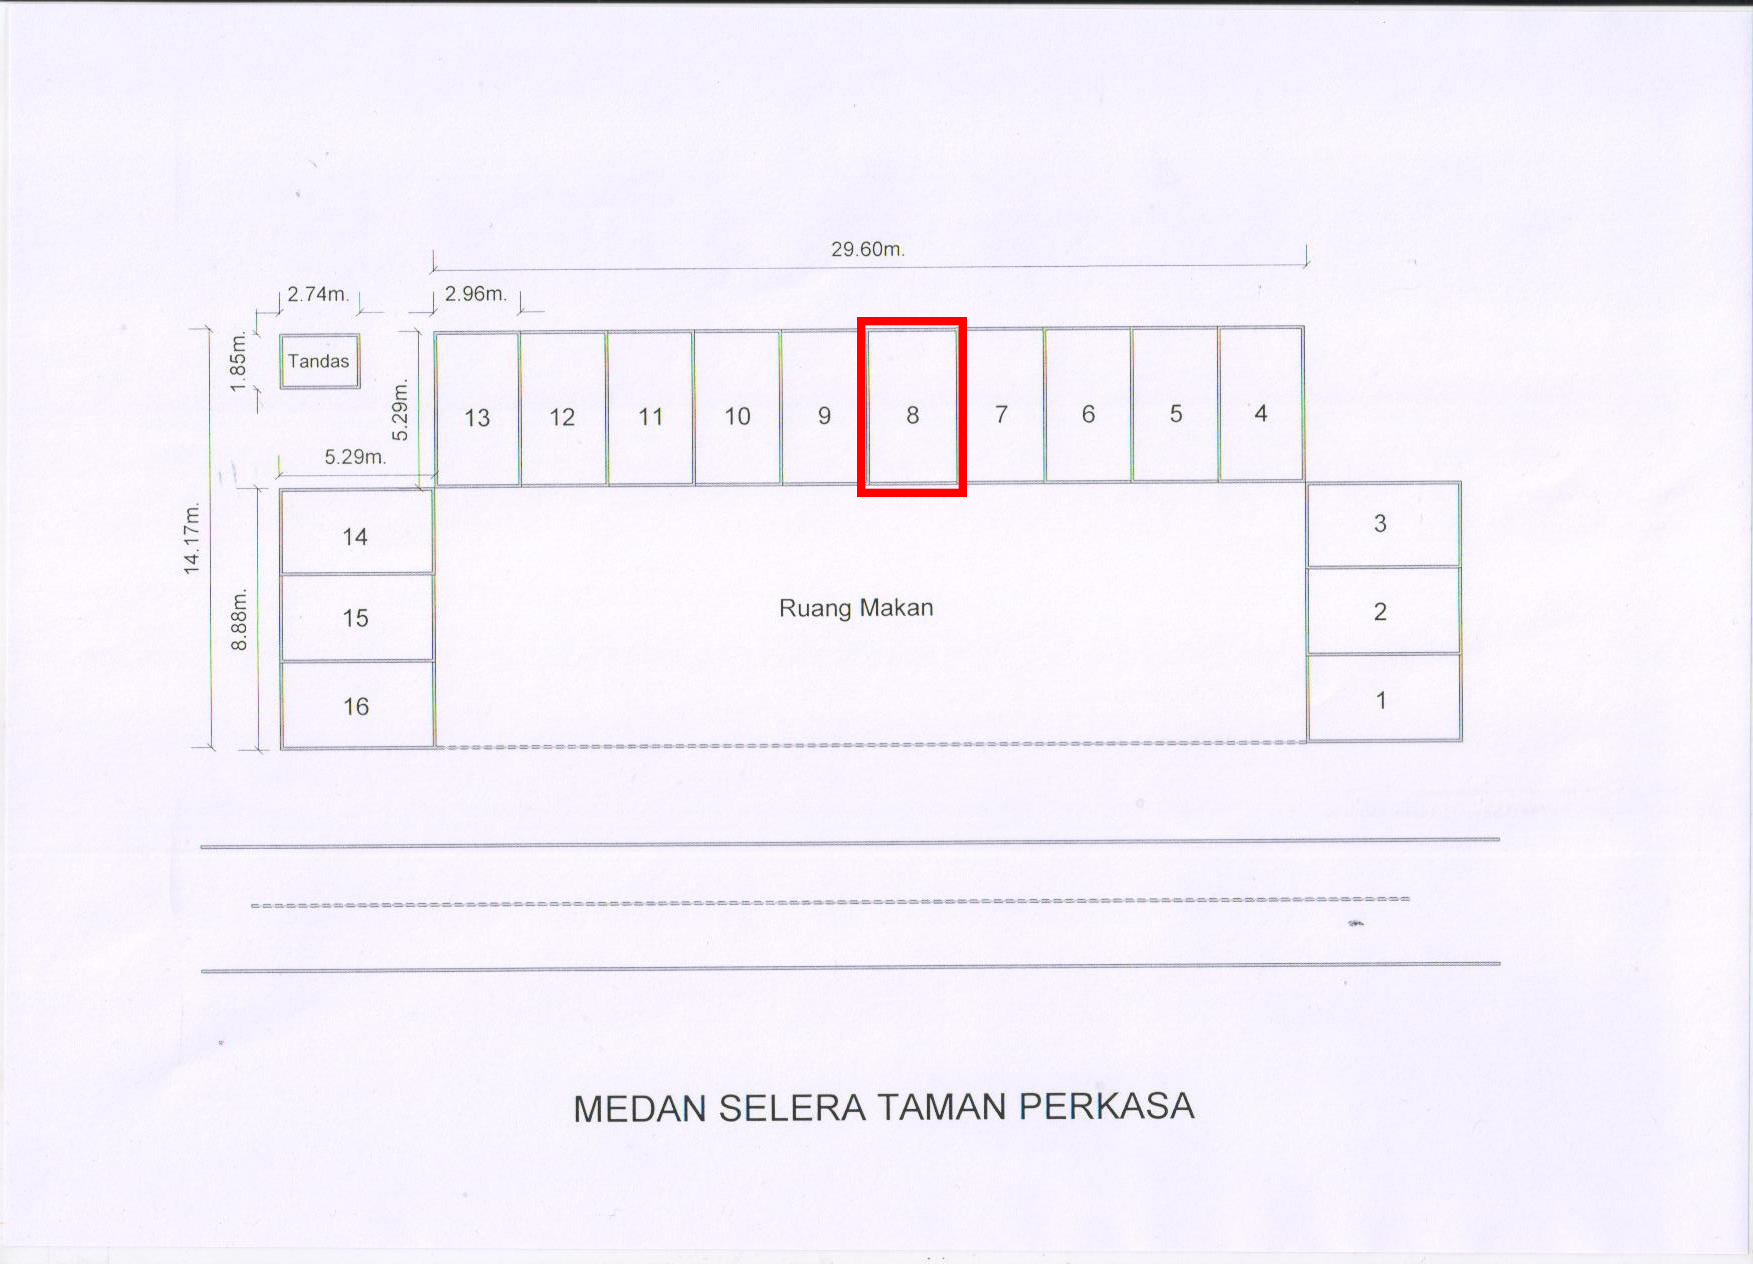 29.60m.
2.74m.
2.96m.
1.85m.
Tandas
5.29m.
13 12 11 10 9 8 7 6 5 4
5.29m.
14.17m.
8.88m.
14
15
16
Ruang Makan
3
2
1
MEDAN SELERA TAMAN PERKASA